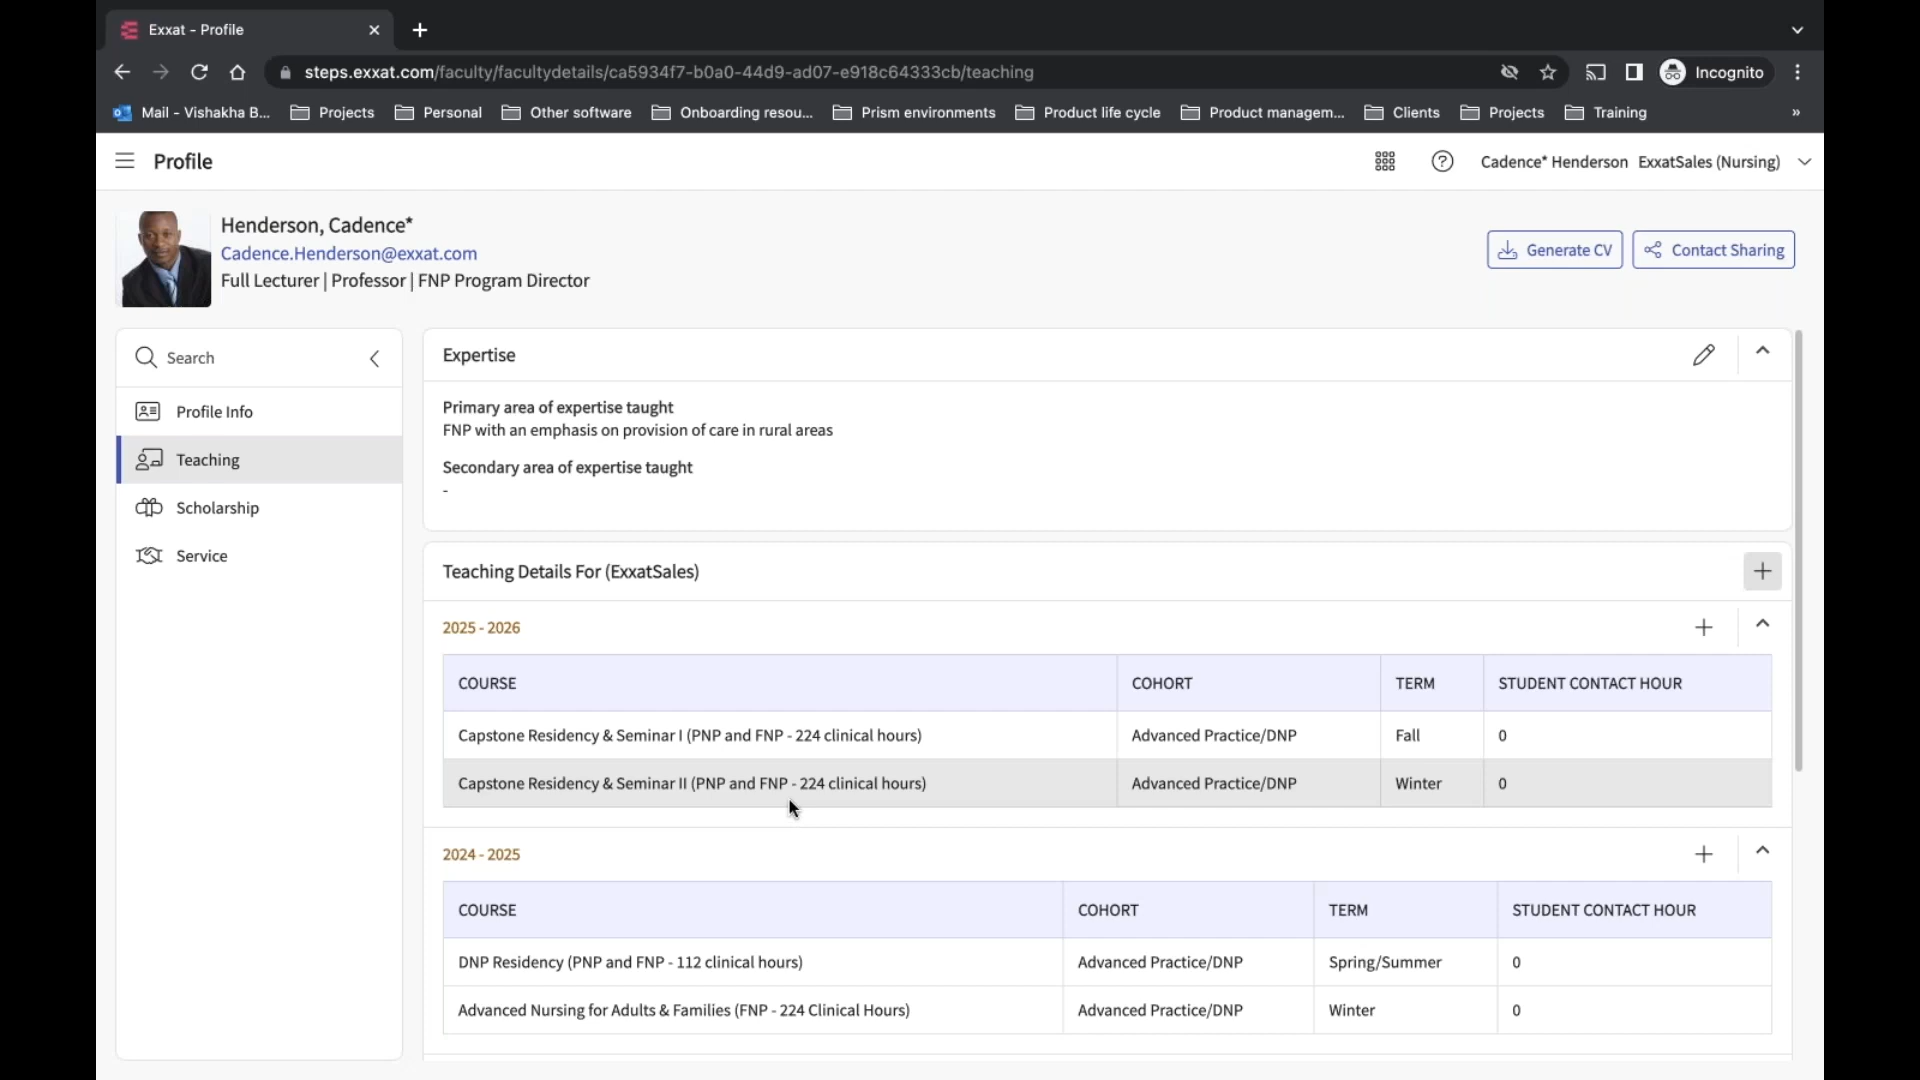 Exxat - Profile
steps.exxat.com/faculty/facultydetails/ca5934f7-b0a0-44d9-ad07-e918c64333cb/teaching
Incognito
Mail - Vishakha B...
Projects
Personal
Other software
Onboarding resou...
Prism environments
Product life cycle
Product managem...
Clients
Projects
Training
»
Profile
Cadence* Henderson ExxatSales (Nursing)
Henderson, Cadence*
Cadence.Henderson@exxat.com
Full Lecturer | Professor | FNP Program Director
Generate CV
Contact Sharing
Search
Profile Info
Teaching
Scholarship
Service
Expertise
Primary area of expertise taught
FNP with an emphasis on provision of care in rural areas
Secondary area of expertise taught
-
Teaching Details For (ExxatSales)
2025 - 2026
COURSE COHORT TERM STUDENT CONTACT HOUR
Capstone Residency & Seminar I (PNP and FNP - 224 clinical hours) Advanced Practice/DNP Fall 0
Capstone Residency & Seminar II (PNP and FNP - 224 clinical hours) Advanced Practice/DNP Winter 0
2024 - 2025
COURSE COHORT TERM STUDENT CONTACT HOUR
DNP Residency (PNP and FNP - 112 clinical hours) Advanced Practice/DNP Spring/Summer 0
Advanced Nursing for Adults & Families (FNP - 224 Clinical Hours) Advanced Practice/DNP Winter 0